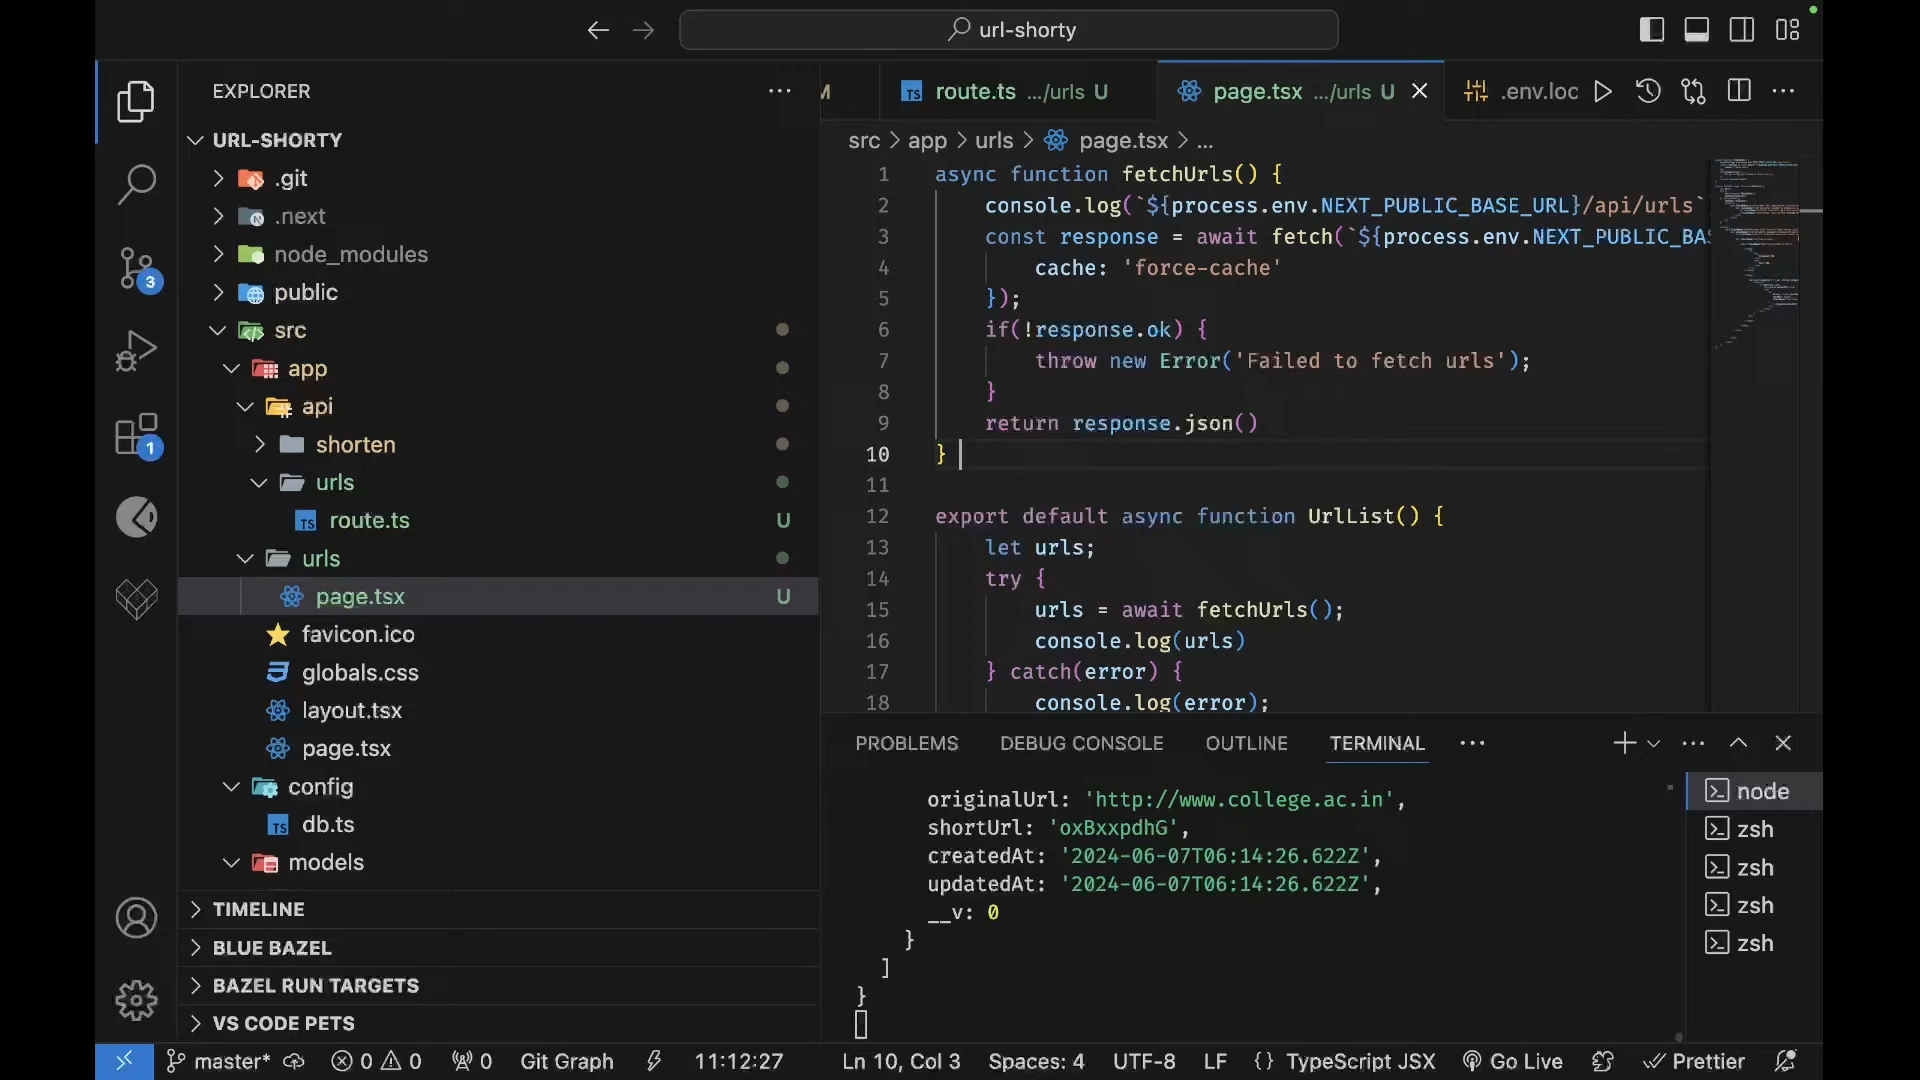 url-shorty
EXPLORER
URL-SHORTY
.git
.next
node_modules
public
src
app
api
shorten
urls
route.ts U
urls
page.tsx U
favicon.ico
globals.css
layout.tsx
page.tsx
config
db.ts
models
TIMELINE
BLUE BAZEL
BAZEL RUN TARGETS
VS CODE PETS
3
1
M
route.ts .../urls U
page.tsx .../urls U
.env.loc
src > app > urls > page.tsx > ...
1 async function fetchUrls() {
2 console.log(`${process.env.NEXT_PUBLIC_BASE_URL}/api/urls`
3 const response = await fetch(`${process.env.NEXT_PUBLIC_BAS
4 cache: 'force-cache'
5 });
6 if(!response.ok) {
7 throw new Error('Failed to fetch urls');
8 }
9 return response.json()
10 }
11
12 export default async function UrlList() {
13 let urls;
14 try {
15 urls = await fetchUrls();
16 console.log(urls)
17 } catch(error) {
18 console.log(error);
PROBLEMS DEBUG CONSOLE OUTLINE TERMINAL
originalUrl: 'http://www.college.ac.in',
shortUrl: 'oxBxxpdhG',
createdAt: '2024-06-07T06:14:26.622Z',
updatedAt: '2024-06-07T06:14:26.622Z',
__v: 0
}
]
}
node
zsh
zsh
zsh
zsh
master* 0 0 0 Git Graph 11:12:27 Ln 10, Col 3 Spaces: 4 UTF-8 LF {} TypeScript JSX Go Live Prettier